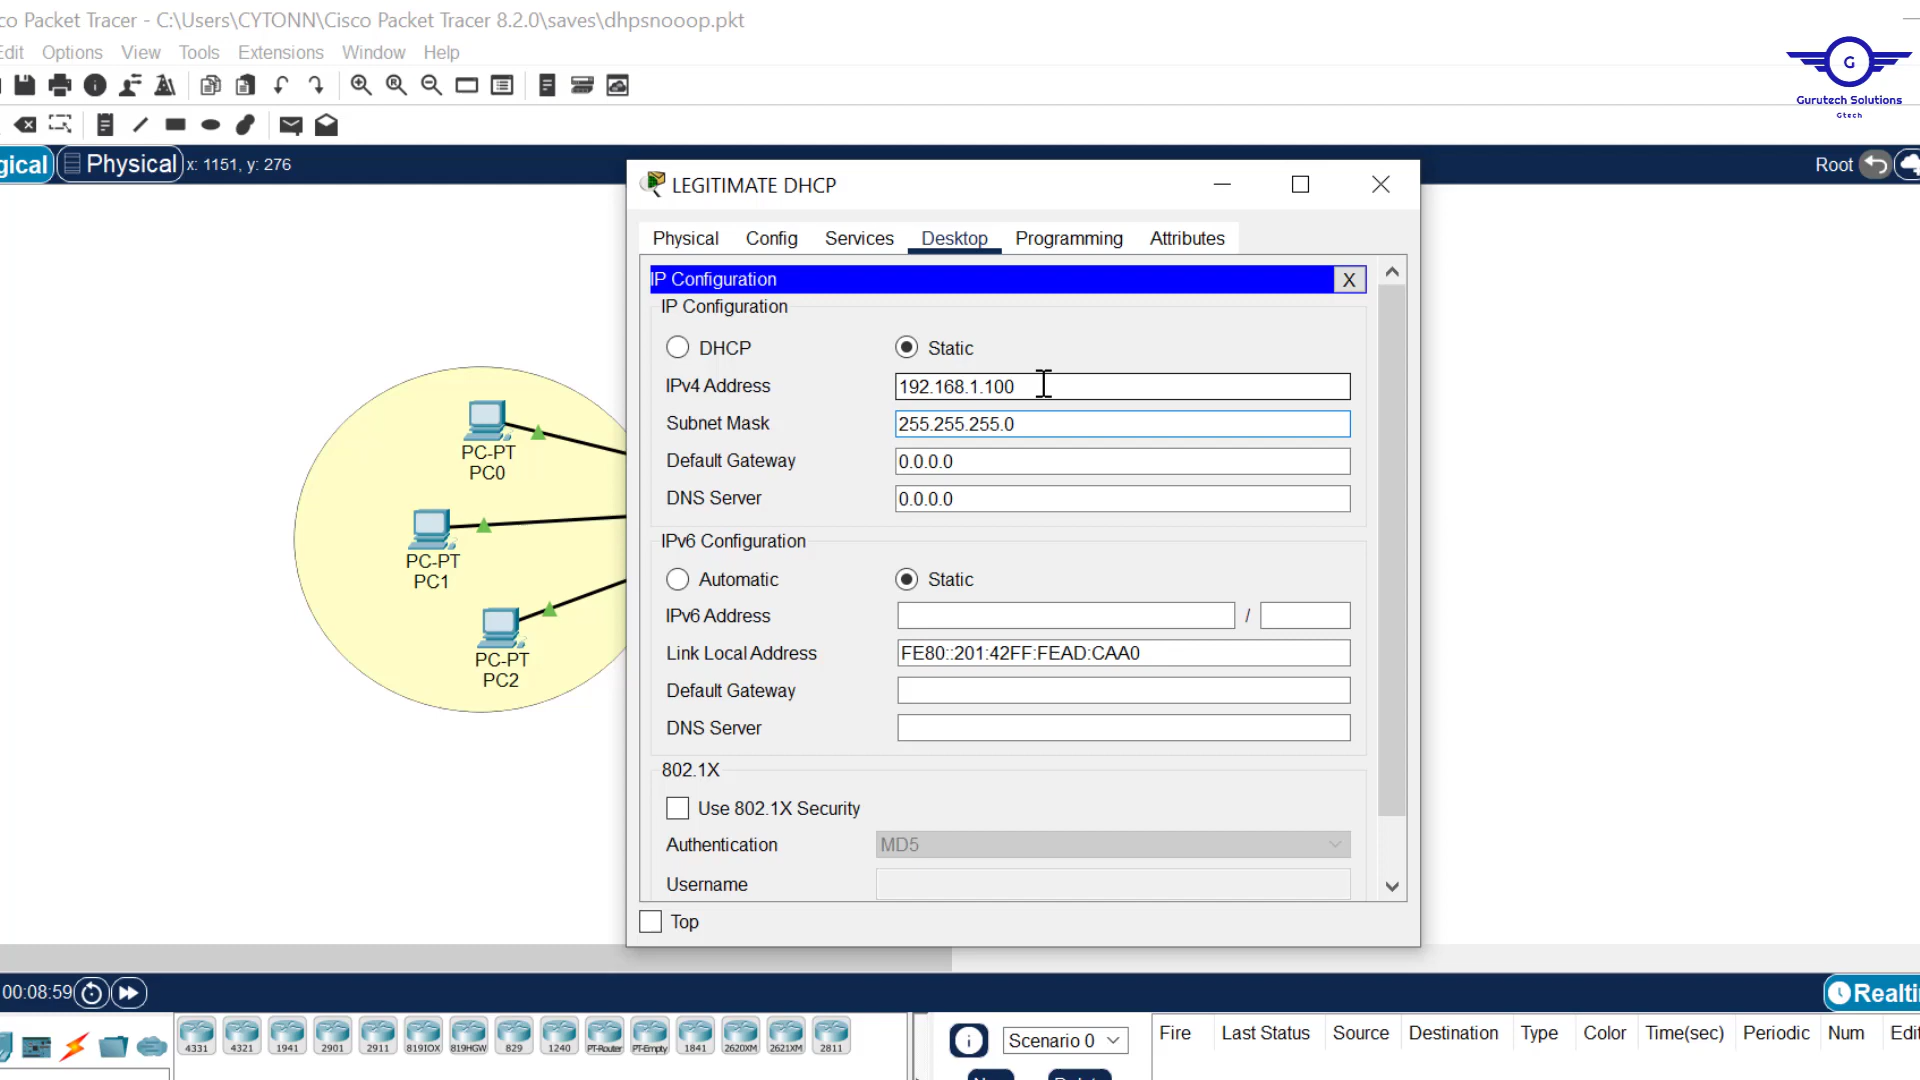 co Packet Tracer - C:\Users\CYTONN\Cisco Packet Tracer 8.2.0\saves\dhpsnooop.pkt
Edit Options View Tools Extensions Window Help
G
Gurutech Solutions
Gtech
gical Physical x: 1151, y: 276
Root
LEGITIMATE DHCP
Physical Config Services Desktop Programming Attributes
IP Configuration X
IP Configuration
DHCP Static
IPv4 Address 192.168.1.100
Subnet Mask 255.255.255.0
Default Gateway 0.0.0.0
DNS Server 0.0.0.0
IPv6 Configuration
Automatic Static
IPv6 Address /
Link Local Address FE80::201:42FF:FEAD:CAA0
Default Gateway
DNS Server
802.1X
Use 802.1X Security
Authentication MD5
Username
Top
PC-PT
PC0
PC-PT
PC1
PC-PT
PC2
00:08:59
Realti
4331 4321 1941 2901 2911 819IOX 819HGW 829 1240 PT-Router PT-Empty 1841 2620XM 2621XM 2811
Scenario 0
Fire Last Status Source Destination Type Color Time(sec) Periodic Num Edi